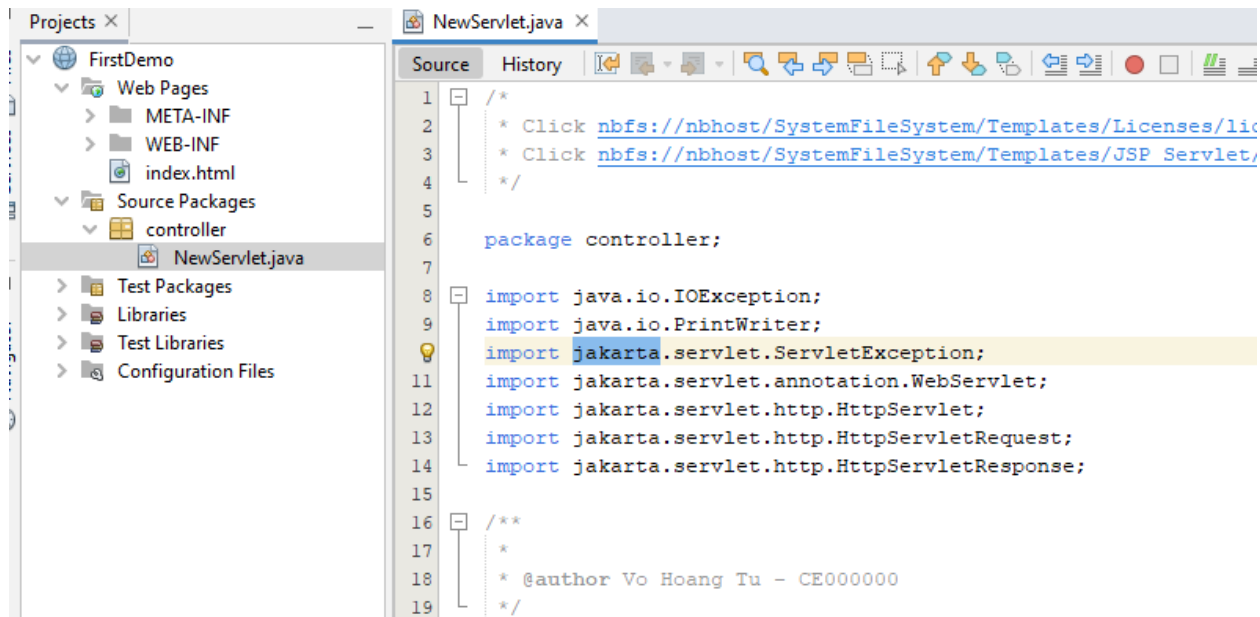 Projects
FirstDemo
Web Pages
META-INF
WEB-INF
index.html
Source Packages
controller
NewServlet.java
Test Packages
Libraries
Test Libraries
Configuration Files
NewServlet.java
Source History
1 /*
2 * Click nbfs://nbhost/SystemFileSystem/Templates/Licenses/
3 * Click nbfs://nbhost/SystemFileSystem/Templates/JSP_Servlet/
4 */
5
6 package controller;
7
8 import java.io.IOException;
9 import java.io.PrintWriter;
import jakarta.servlet.ServletException;
11 import jakarta.servlet.annotation.WebServlet;
12 import jakarta.servlet.http.HttpServlet;
13 import jakarta.servlet.http.HttpServletRequest;
14 import jakarta.servlet.http.HttpServletResponse;
15
16 /**
17 *
18 * @author Vo Hoang Tu - CE000000
19 */